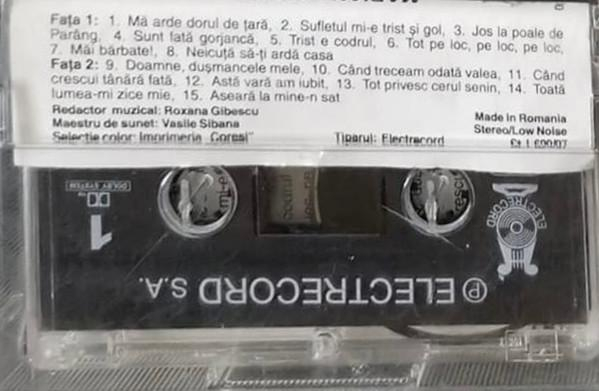 Fața 1: 1. Mă arde dorul de țară, 2. Sufletul mi-e trist și gol, 3. Jos la poale de
Parâng, 4. Sunt fată gorjancă, 5. Trist e codrul, 6. Tot pe loc, pe loc, pe loc,
7. Măi bărbate!, 8. Neicuță să-ți ardă casa
Fața 2: 9. Doamne, dușmancele mele, 10. Când treceam odată valea, 11. Când
crescui tânără fată, 12. Astă vară am iubit, 13. Tot privesc cerul senin, 14. Toată
lumea-mi zice mie, 15. Aseară la mine-n sat
Redactor muzical: Roxana Gibescu
Maestru de sunet: Vasile Sibana
Made in Romania
Stereo/Low Noise
Selecție color: Imprimeria „Coresi”
Tiparul: Electrecord
DOLBY SYSTEM
1
ELECTRECORD
℗ ELECTRECORD S.A.